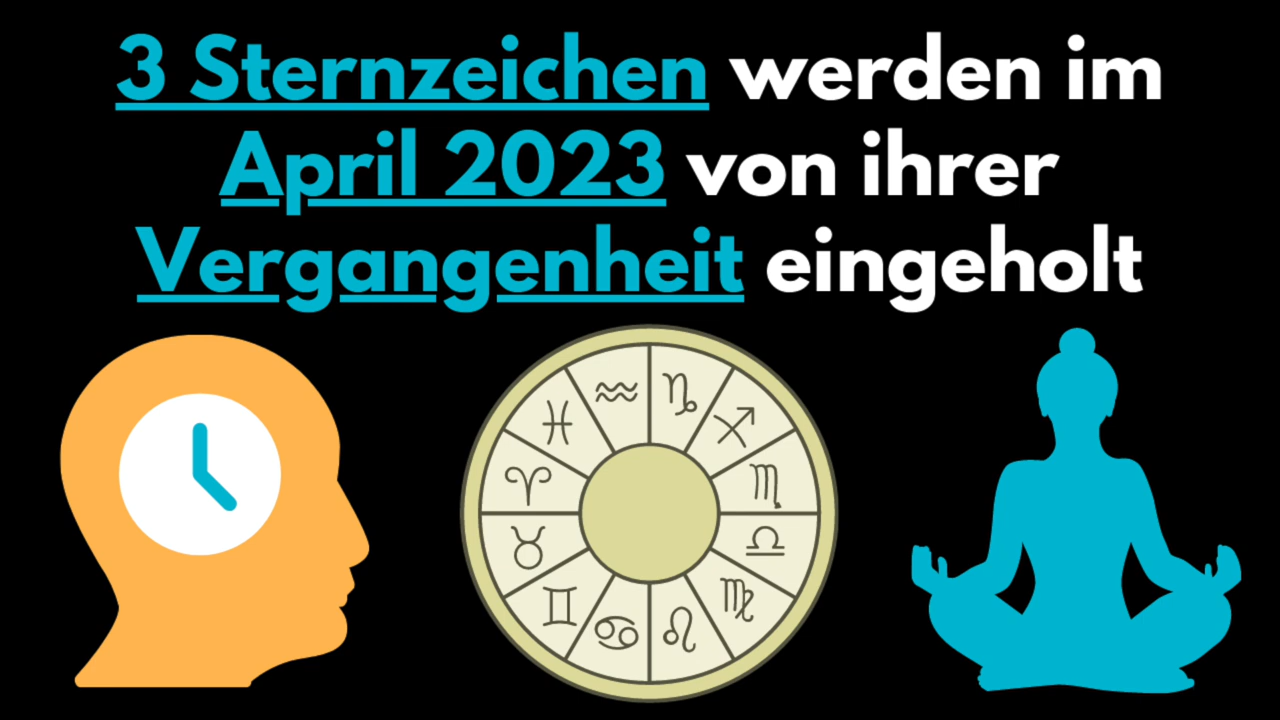 3 Sternzeichen werden im
April 2023 von ihrer
Vergangenheit eingeholt